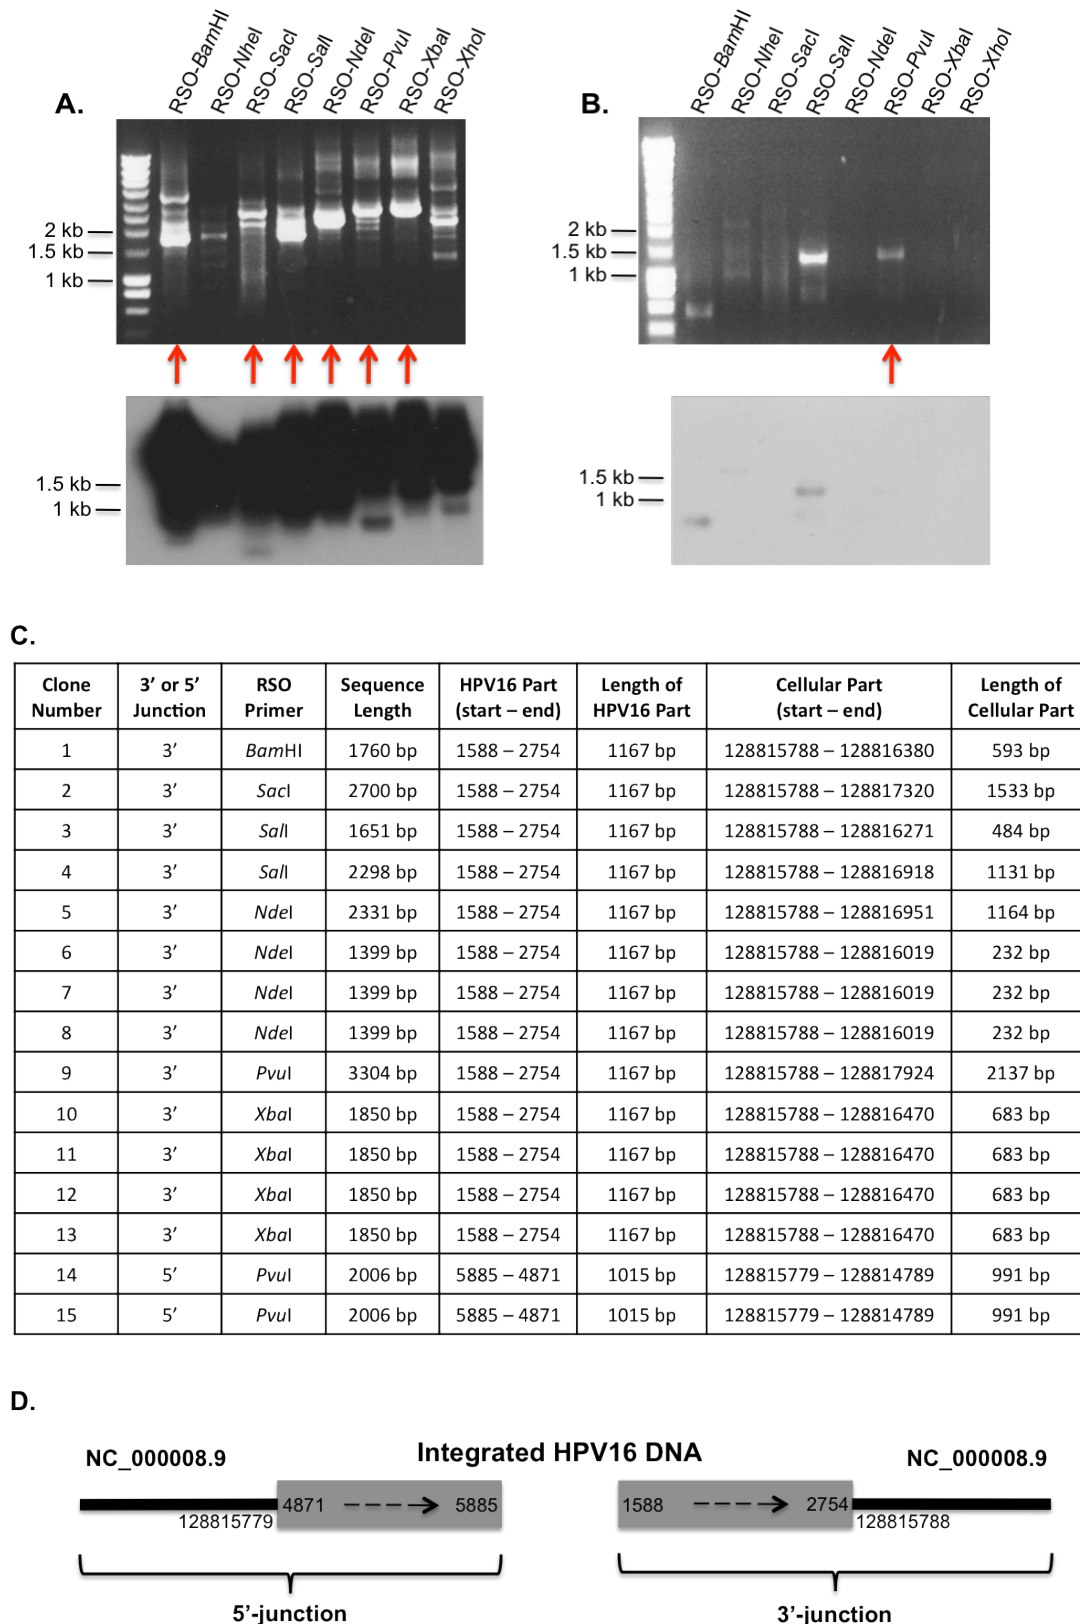 A.
RSO-BamHI
RSO-NheI
RSO-SacI
RSO-SalI
RSO-NdeI
RSO-PvuI
RSO-XbaI
RSO-XhoI
2 kb
1.5 kb
1 kb
1.5 kb
1 kb
B.
RSO-BamHI
RSO-NheI
RSO-SacI
RSO-SalI
RSO-NdeI
RSO-PvuI
RSO-XbaI
RSO-XhoI
2 kb
1.5 kb
1 kb
1.5 kb
1 kb
C.
Clone Number | 3’ or 5’ Junction | RSO Primer | Sequence Length | HPV16 Part (start – end) | Length of HPV16 Part | Cellular Part (start – end) | Length of Cellular Part
1 | 3’ | BamHI | 1760 bp | 1588 – 2754 | 1167 bp | 128815788 – 128816380 | 593 bp
2 | 3’ | SacI | 2700 bp | 1588 – 2754 | 1167 bp | 128815788 – 128817320 | 1533 bp
3 | 3’ | SalI | 1651 bp | 1588 – 2754 | 1167 bp | 128815788 – 128816271 | 484 bp
4 | 3’ | SalI | 2298 bp | 1588 – 2754 | 1167 bp | 128815788 – 128816918 | 1131 bp
5 | 3’ | NdeI | 2331 bp | 1588 – 2754 | 1167 bp | 128815788 – 128816951 | 1164 bp
6 | 3’ | NdeI | 1399 bp | 1588 – 2754 | 1167 bp | 128815788 – 128816019 | 232 bp
7 | 3’ | NdeI | 1399 bp | 1588 – 2754 | 1167 bp | 128815788 – 128816019 | 232 bp
8 | 3’ | NdeI | 1399 bp | 1588 – 2754 | 1167 bp | 128815788 – 128816019 | 232 bp
9 | 3’ | PvuI | 3304 bp | 1588 – 2754 | 1167 bp | 128815788 – 128817924 | 2137 bp
10 | 3’ | XbaI | 1850 bp | 1588 – 2754 | 1167 bp | 128815788 – 128816470 | 683 bp
11 | 3’ | XbaI | 1850 bp | 1588 – 2754 | 1167 bp | 128815788 – 128816470 | 683 bp
12 | 3’ | XbaI | 1850 bp | 1588 – 2754 | 1167 bp | 128815788 – 128816470 | 683 bp
13 | 3’ | XbaI | 1850 bp | 1588 – 2754 | 1167 bp | 128815788 – 128816470 | 683 bp
14 | 5’ | PvuI | 2006 bp | 5885 – 4871 | 1015 bp | 128815779 – 128814789 | 991 bp
15 | 5’ | PvuI | 2006 bp | 5885 – 4871 | 1015 bp | 128815779 – 128814789 | 991 bp
D.
NC_000008.9
Integrated HPV16 DNA
NC_000008.9
4871
5885
1588
2754
128815779
128815788
5’-junction
3’-junction